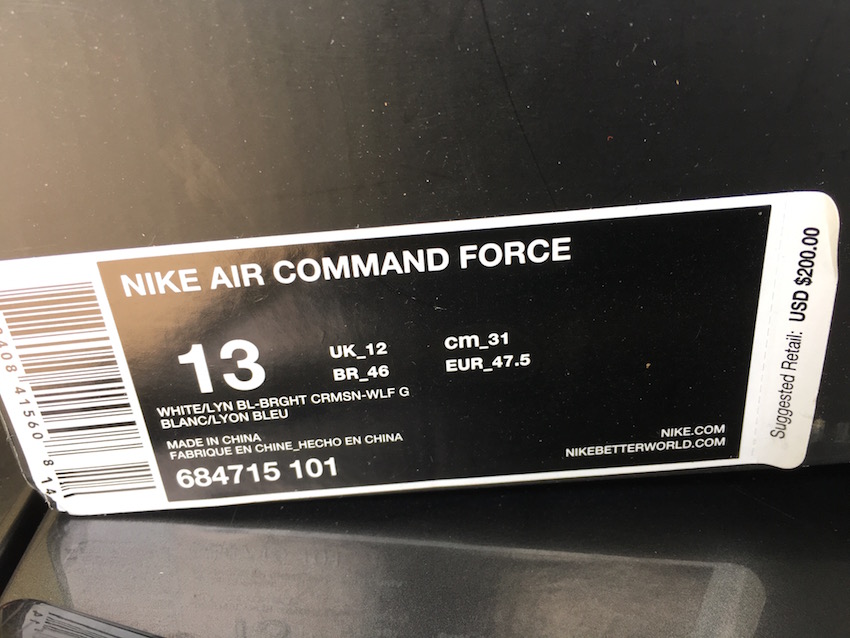 NIKE AIR COMMAND FORCE
13
UK_12
cm_31
BR_46
EUR_47.5
WHITE/LYN BL-BRGHT CRMSN-WLF G
BLANC/LYON BLEU
MADE IN CHINA
FABRIQUE EN CHINE_HECHO EN CHINA
684715 101
NIKE.COM
NIKEBETTERWORLD.COM
Suggested Retail: USD $200.00
41560